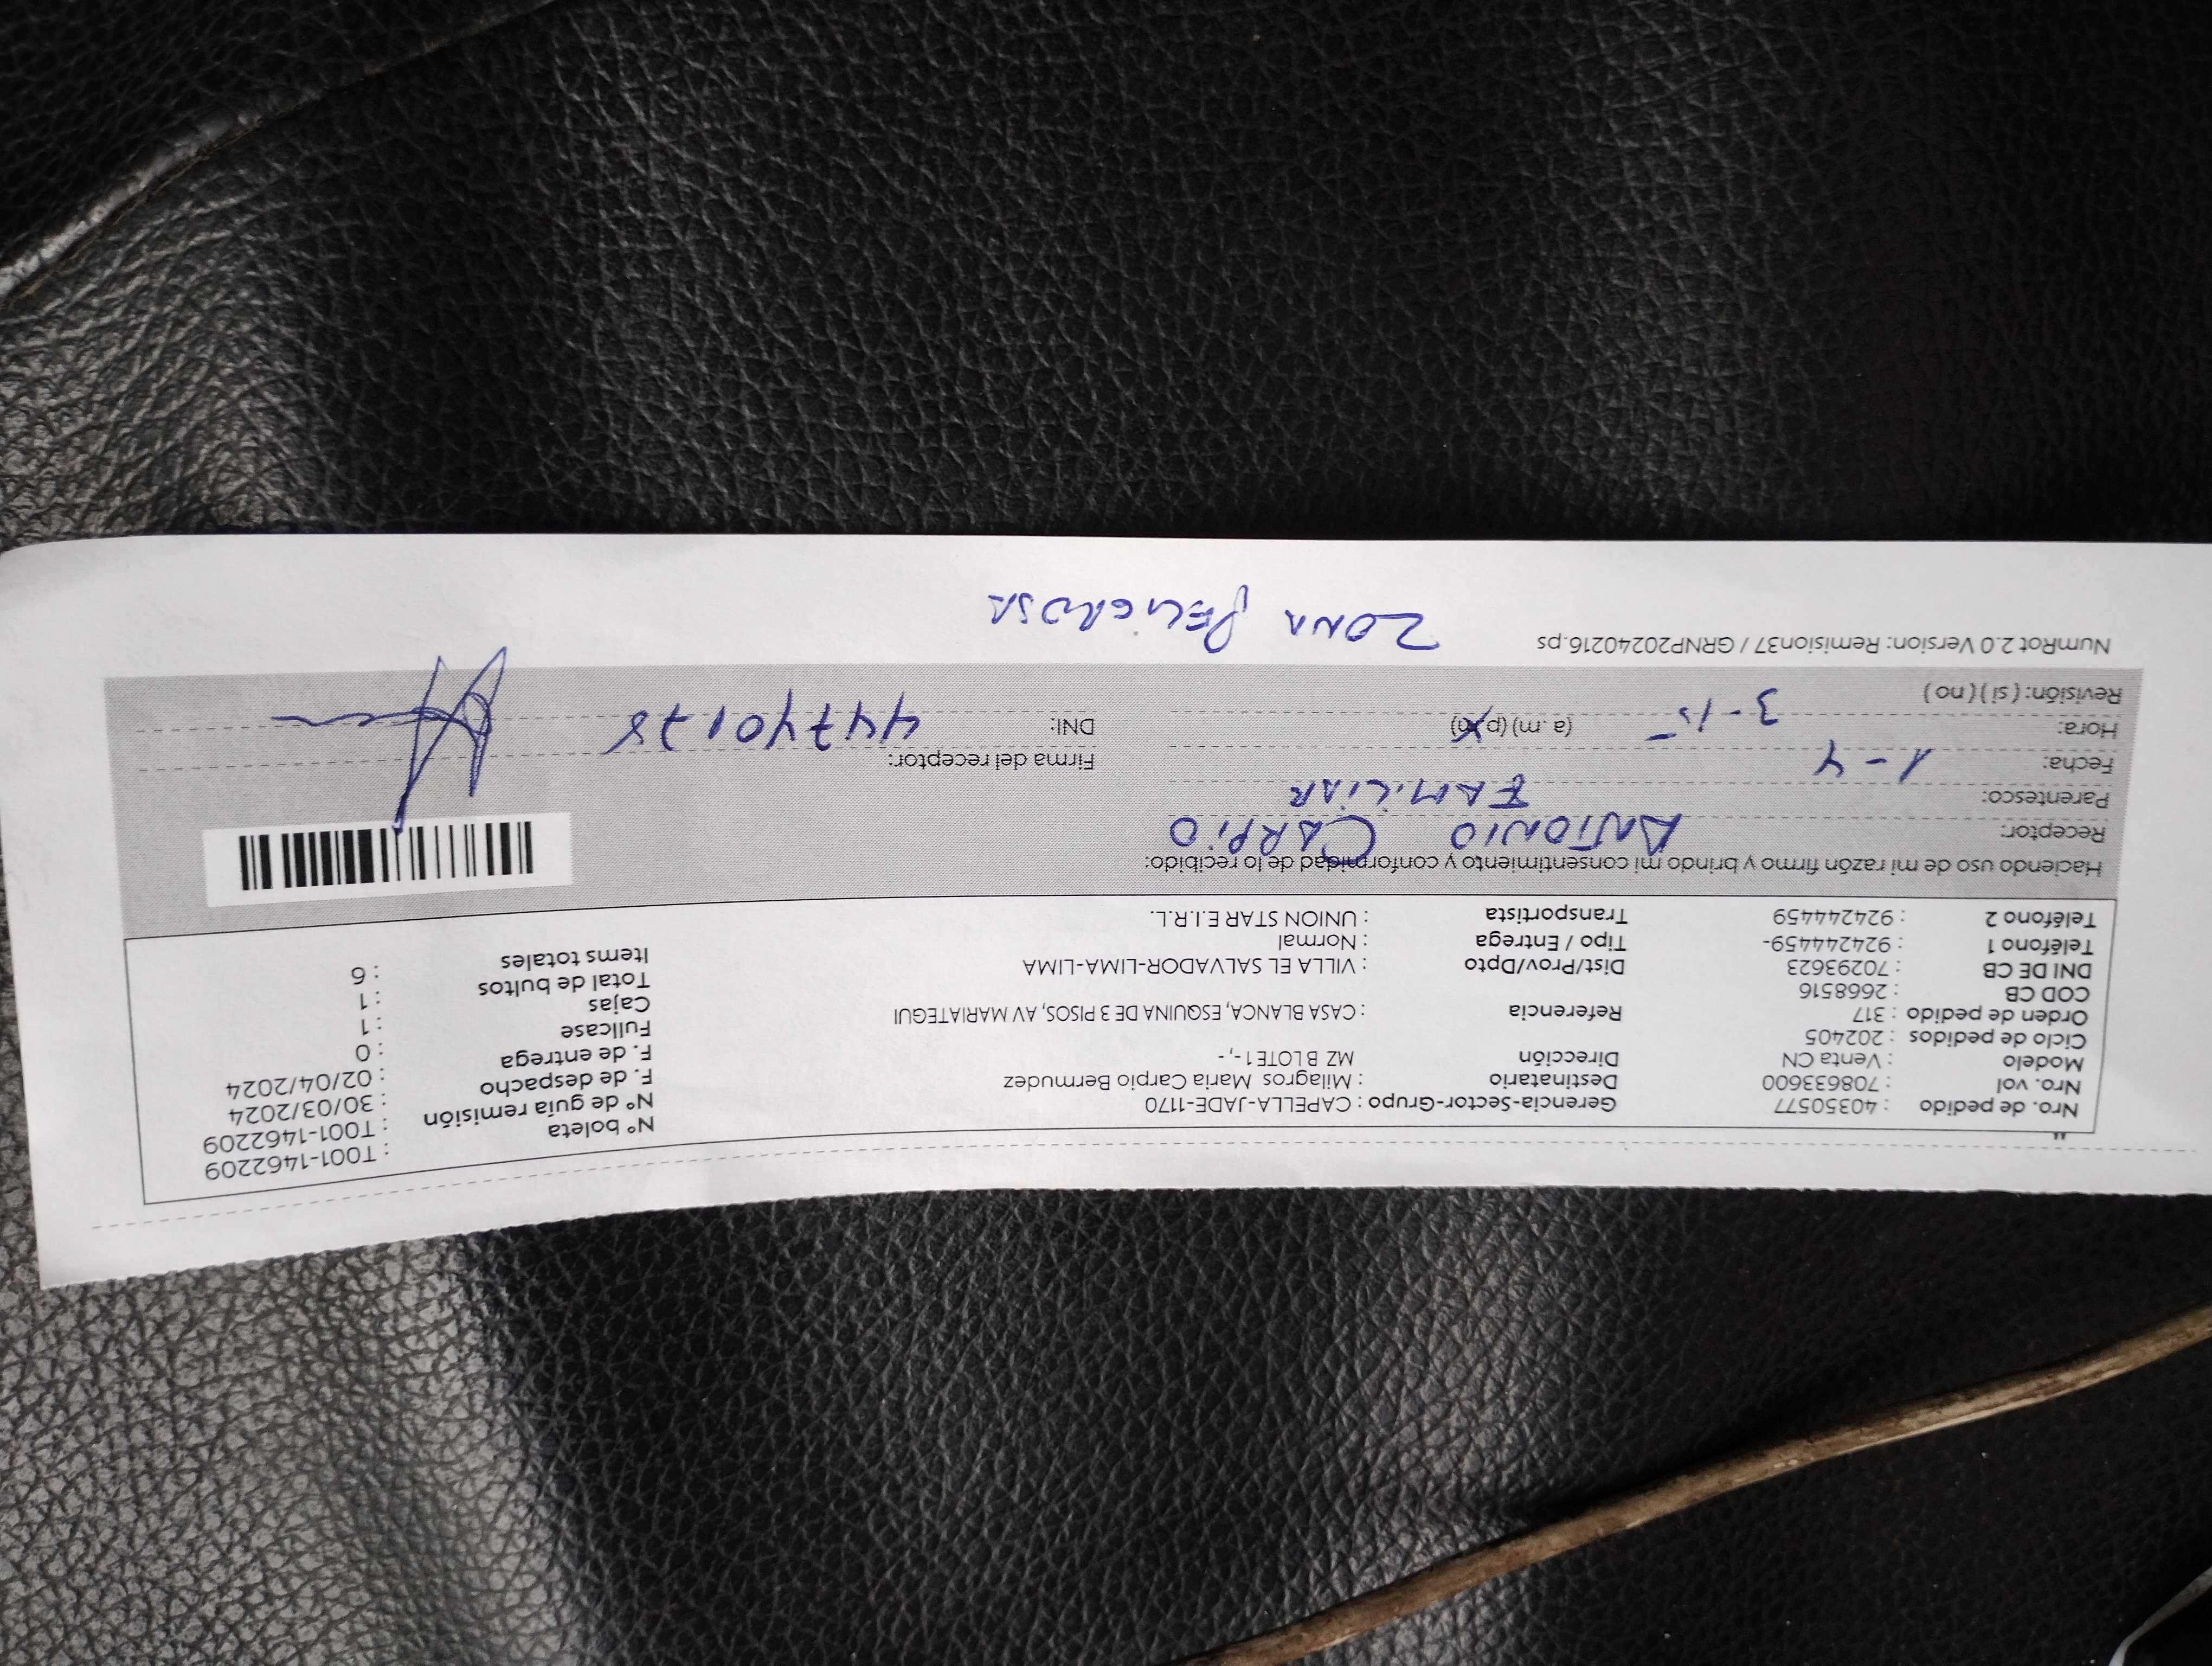 Nro. de pedido : 40350577 Gerencia-Sector-Grupo : CAPELLA-JADE-1170 N° boleta : T001-1462209
Nro. vol : 708633600 Destinatario : Milagros Maria Carpio Bermudez N° de guía remisión : T001-1462209
Modelo : Venta CN Dirección MZ B LOTE 1 -, - F. de despacho : 30/03/2024
Ciclo de pedidos : 202405 F. de entrega : 02/04/2024
Orden de pedido : 317 Referencia : CASA BLANCA, ESQUINA DE 3 PISOS, AV MARIATEGUI Fullcase : 0
COD CB : 2668516 Cajas : 1
DNI DE CB : 70293623 Dist/Prov/Dpto : VILLA EL SALVADOR-LIMA-LIMA Total de bultos : 1
Teléfono 1 : 924244459- Tipo / Entrega : Normal Items totales : 6
Teléfono 2 : 924244459 Transportista : UNION STAR E.I.R.L.
Haciendo uso de mi razón firmo y brindo mi consentimiento y conformidad de lo recibido:
Receptor: ANTONIO CARPIO
Parentesco: FAMILIAR
Fecha: 1-4 Firma del receptor:
Hora: 3-15 (a.m) (p.m) DNI: 44740178
Revisión: ( si ) ( no )
NumRot 2.0 Version: Remision37 / GRNP20240216.ps
ZONA PELIGROSA